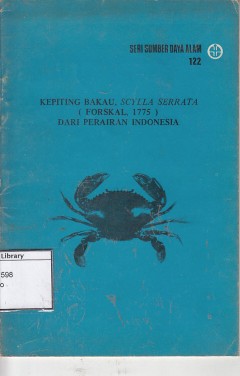 SERI SUMBER DAYA ALAM
122
KEPITING BAKAU, SCYLLA SERRATA
( FORSKAL, 1775 )
DARI PERAIRAN INDONESIA
Library
598